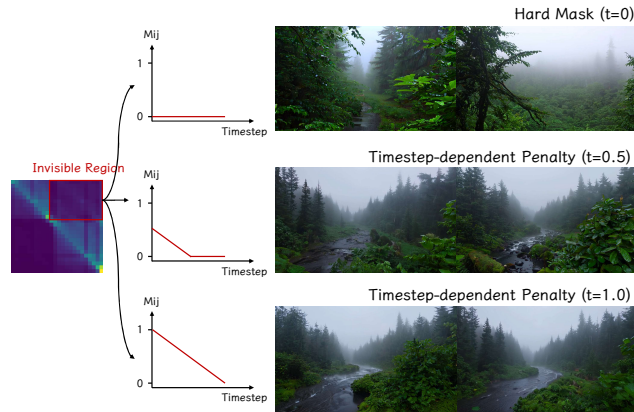 Hard Mask (t=0)
Mij
1
0
Timestep
Invisible Region
Timestep-dependent Penalty (t=0.5)
Mij
1
0
Timestep
Timestep-dependent Penalty (t=1.0)
Mij
1
0
Timestep